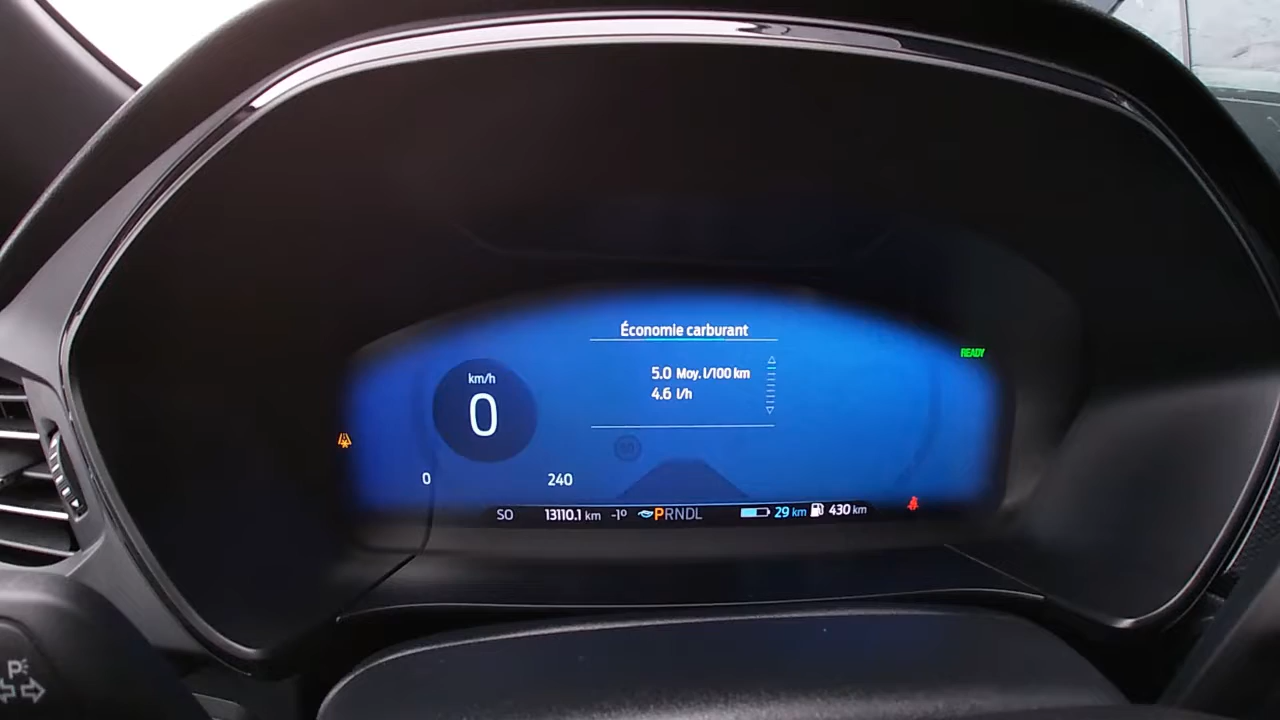 Économie carburant
5.0 Moy. l/100 km
4.6 l/h
km/h
0
READY
0 240
SO 13110.1 km -1° PRNDL 29 km 430 km
P